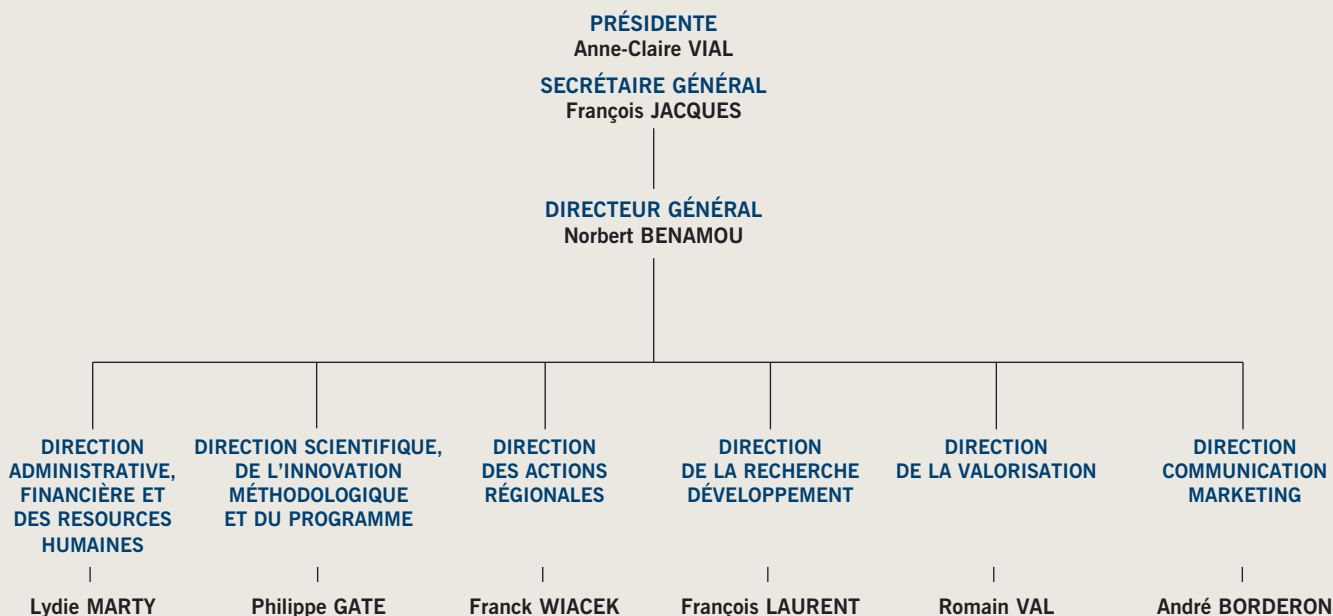 PRÉSIDENTE
Anne-Claire VIAL
SECRÉTAIRE GÉNÉRAL
François JACQUES
DIRECTEUR GÉNÉRAL
Norbert BENAMOU
DIRECTION
ADMINISTRATIVE,
FINANCIÈRE ET
DES RESOURCES
HUMAINES
Lydie MARTY
DIRECTION SCIENTIFIQUE,
DE L'INNOVATION
MÉTHODOLOGIQUE
ET DU PROGRAMME
Philippe GATE
DIRECTION
DES ACTIONS
RÉGIONALES
Franck WIACEK
DIRECTION
DE LA RECHERCHE
DÉVELOPPEMENT
François LAURENT
DIRECTION
DE LA VALORISATION
Romain VAL
DIRECTION
COMMUNICATION
MARKETING
André BORDERON